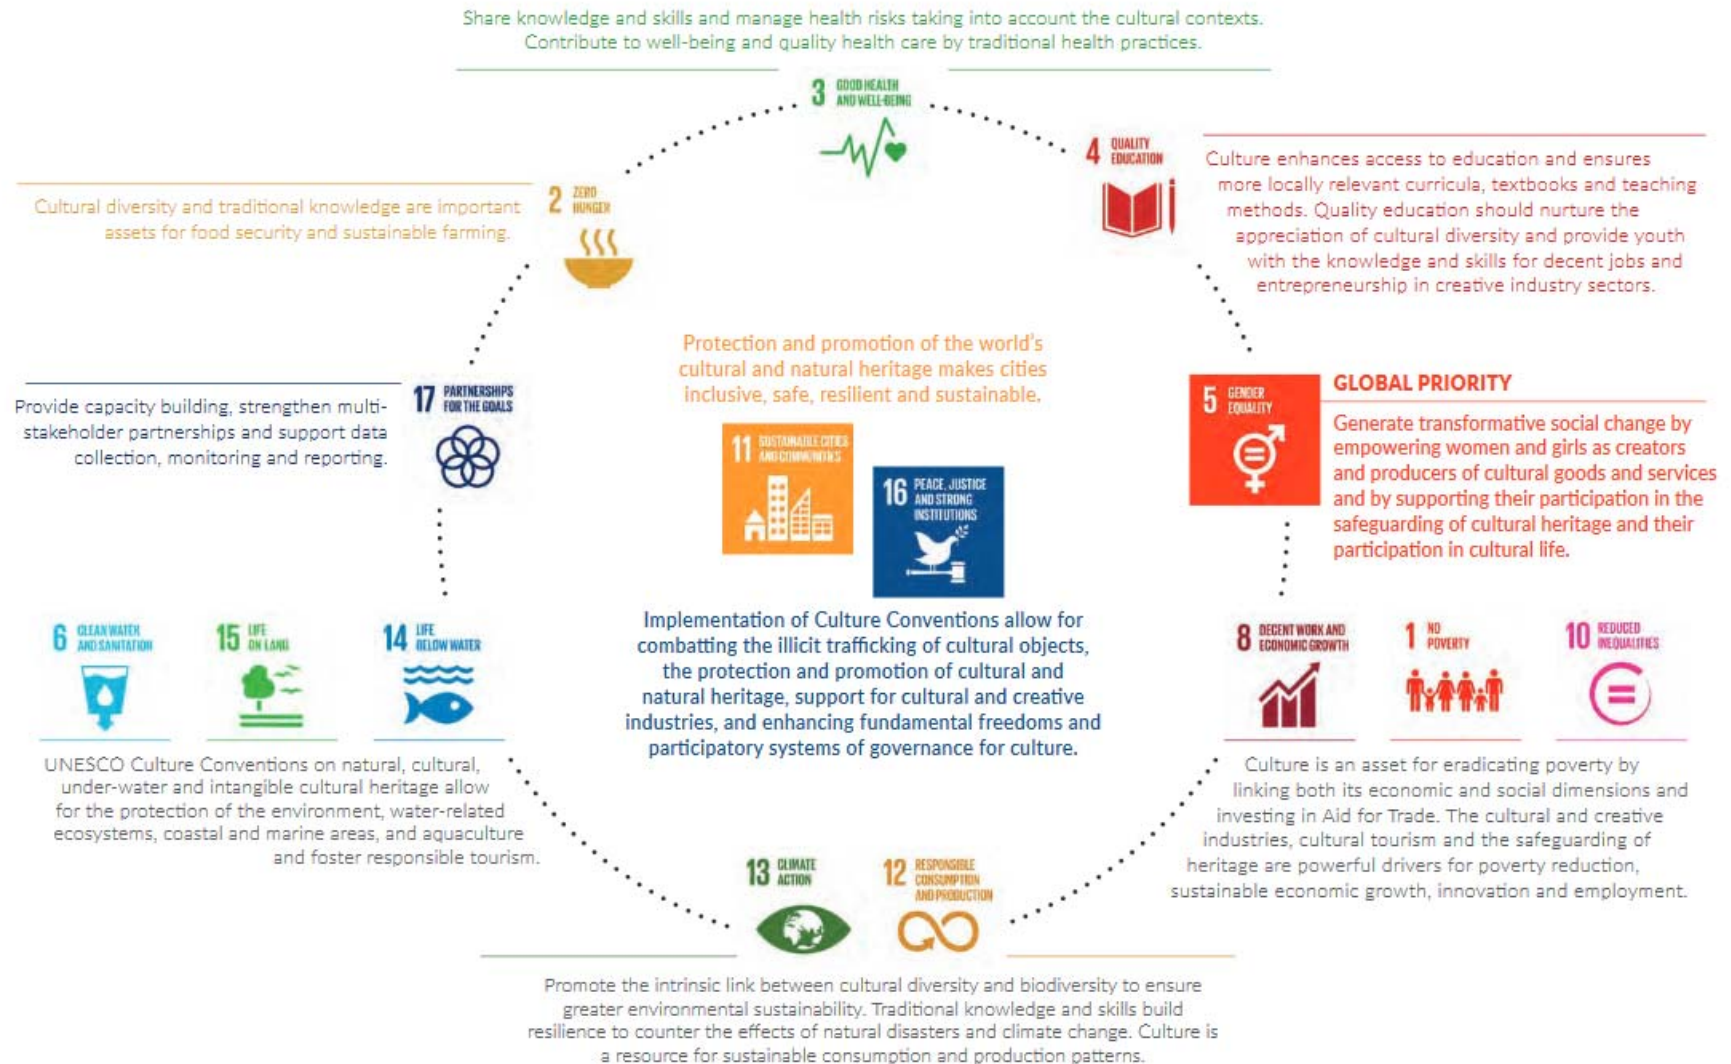 Share knowledge and skills and manage health risks taking into account the cultural contexts.
Contribute to well-being and quality health care by traditional health practices.
3 GOOD HEALTH
AND WELL-BEING
4 QUALITY
EDUCATION
Culture enhances access to education and ensures
more locally relevant curricula, textbooks and teaching
methods. Quality education should nurture the
appreciation of cultural diversity and provide youth
with the knowledge and skills for decent jobs and
entrepreneurship in creative industry sectors.
2 ZERO
HUNGER
Cultural diversity and traditional knowledge are important
assets for food security and sustainable farming.
17 PARTNERSHIPS
FOR THE GOALS
Provide capacity building, strengthen multi-
stakeholder partnerships and support data
collection, monitoring and reporting.
Protection and promotion of the world's
cultural and natural heritage makes cities
inclusive, safe, resilient and sustainable.
11 SUSTAINABLE CITIES
AND COMMUNITIES
16 PEACE, JUSTICE
AND STRONG
INSTITUTIONS
Implementation of Culture Conventions allow for
combatting the illicit trafficking of cultural objects,
the protection and promotion of cultural and
natural heritage, support for cultural and creative
industries, and enhancing fundamental freedoms and
participatory systems of governance for culture.
5 GENDER
EQUALITY
GLOBAL PRIORITY
Generate transformative social change by
empowering women and girls as creators
and producers of cultural goods and services
and by supporting their participation in the
safeguarding of cultural heritage and their
participation in cultural life.
6 CLEAN WATER
AND SANITATION
15 LIFE
ON LAND
14 LIFE
BELOW WATER
UNESCO Culture Conventions on natural, cultural,
under-water and intangible cultural heritage allow
for the protection of the environment, water-related
ecosystems, coastal and marine areas, and aquaculture
and foster responsible tourism.
8 DECENT WORK AND
ECONOMIC GROWTH
1 NO
POVERTY
10 REDUCED
INEQUALITIES
Culture is an asset for eradicating poverty by
linking both its economic and social dimensions and
investing in Aid for Trade. The cultural and creative
industries, cultural tourism and the safeguarding of
heritage are powerful drivers for poverty reduction,
sustainable economic growth, innovation and employment.
13 CLIMATE
ACTION
12 RESPONSIBLE
CONSUMPTION
AND PRODUCTION
Promote the intrinsic link between cultural diversity and biodiversity to ensure
greater environmental sustainability. Traditional knowledge and skills build
resilience to counter the effects of natural disasters and climate change. Culture is
a resource for sustainable consumption and production patterns.